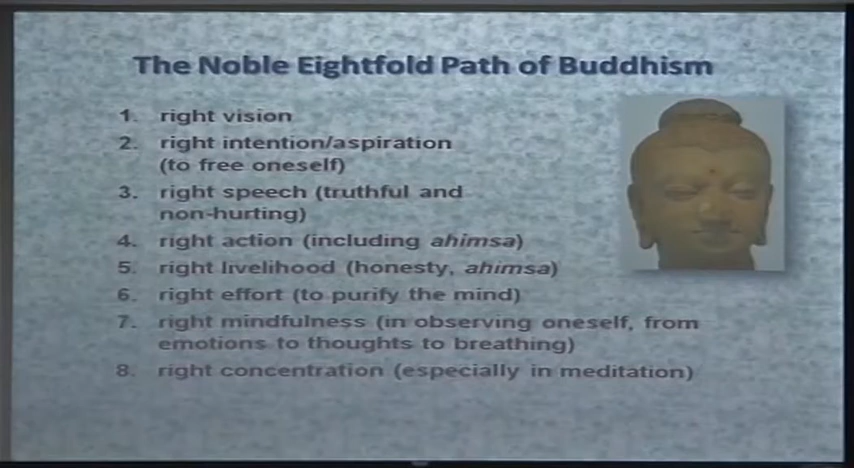 The Noble Eightfold Path of Buddhism
1. right vision
2. right intention/aspiration
(to free oneself)
3. right speech (truthful and
non-hurting)
4. right action (including ahimsa)
5. right livelihood (honesty, ahimsa)
6. right effort (to purify the mind)
7. right mindfulness (in observing oneself, from
emotions to thoughts to breathing)
8. right concentration (especially in meditation)